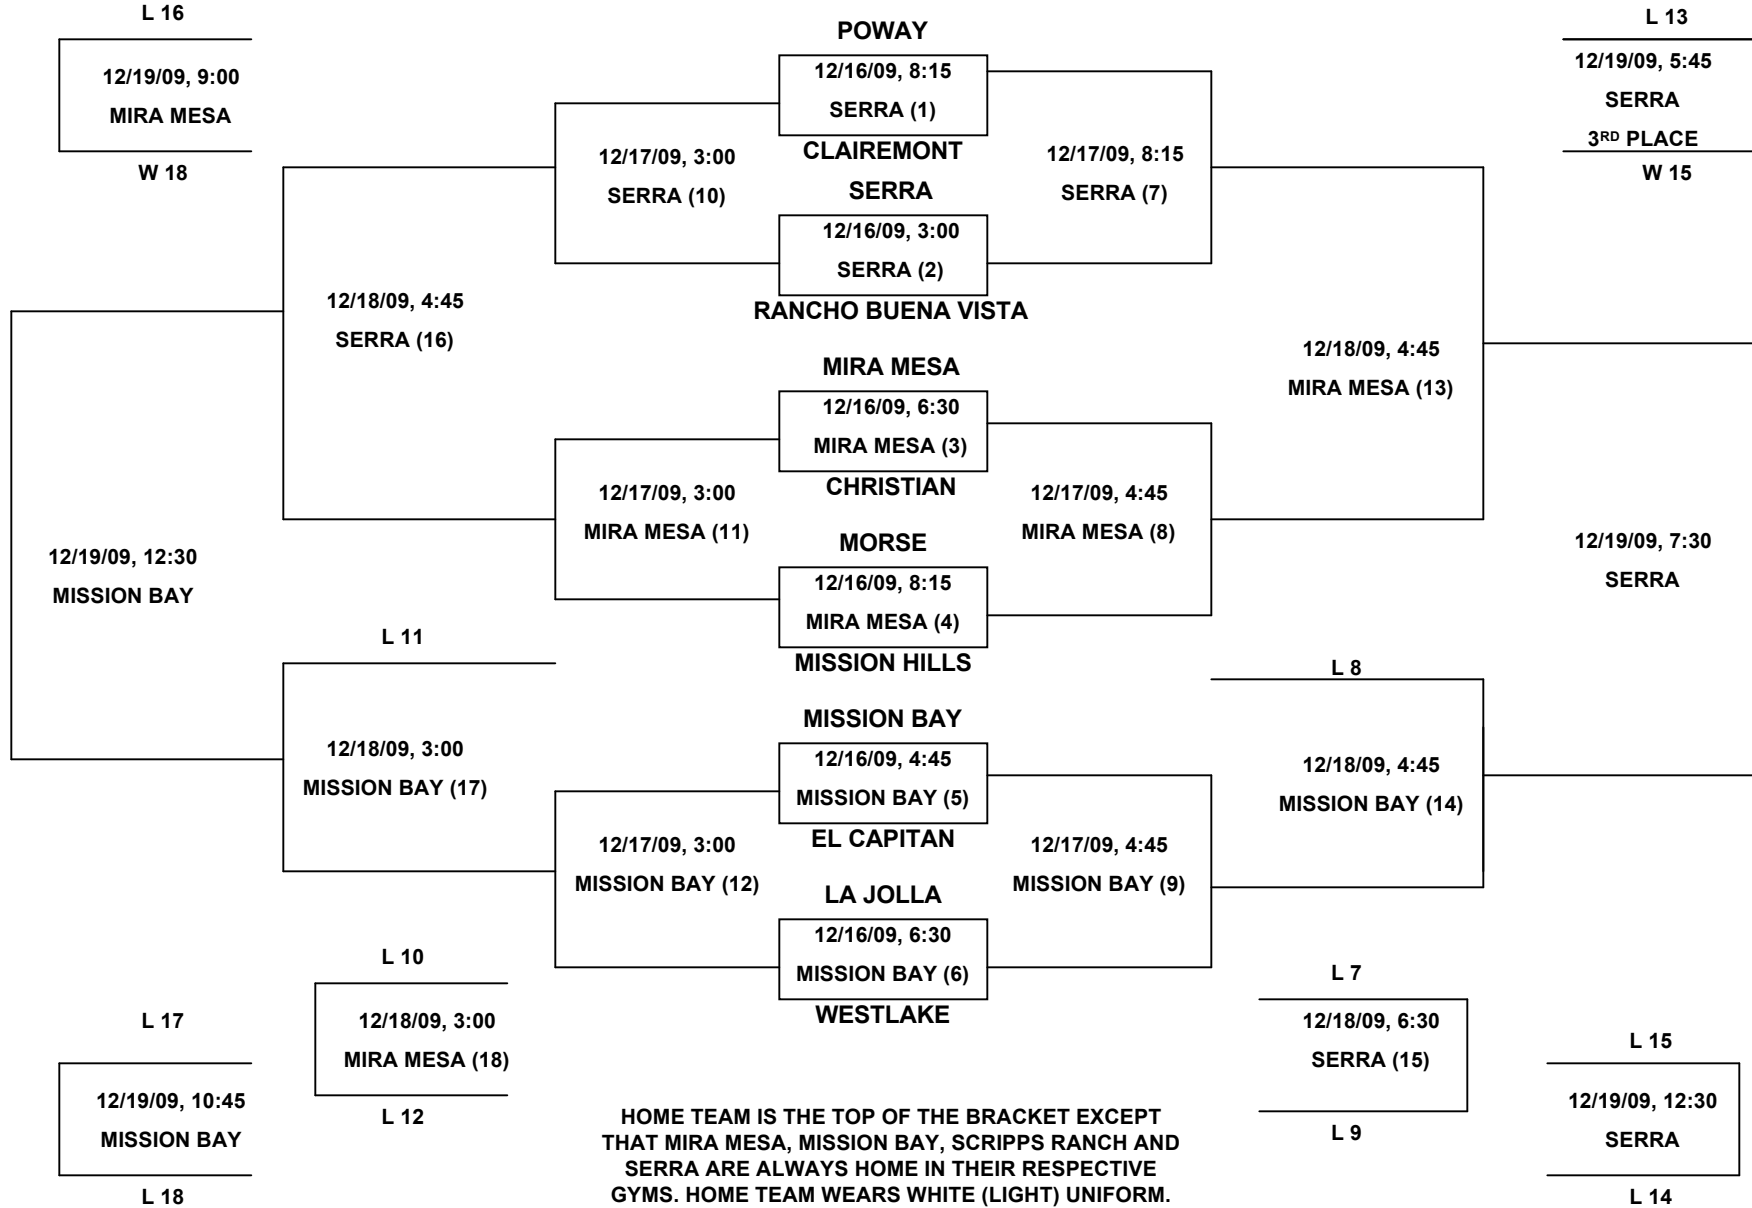 L 16
12/19/09, 9:00
MIRA MESA
W 18
12/19/09, 12:30
MISSION BAY
L 17
12/19/09, 10:45
MISSION BAY
L 18
12/18/09, 4:45
SERRA (16)
L 11
12/18/09, 3:00
MISSION BAY (17)
L 10
12/18/09, 3:00
MIRA MESA (18)
L 12
12/17/09, 3:00
SERRA (10)
12/17/09, 3:00
MIRA MESA (11)
12/17/09, 3:00
MISSION BAY (12)
POWAY
12/16/09, 8:15
SERRA (1)
CLAIREMONT
SERRA
12/16/09, 3:00
SERRA (2)
RANCHO BUENA VISTA
MIRA MESA
12/16/09, 6:30
MIRA MESA (3)
CHRISTIAN
MORSE
12/16/09, 8:15
MIRA MESA (4)
MISSION HILLS
MISSION BAY
12/16/09, 4:45
MISSION BAY (5)
EL CAPITAN
LA JOLLA
12/16/09, 6:30
MISSION BAY (6)
WESTLAKE
HOME TEAM IS THE TOP OF THE BRACKET EXCEPT
THAT MIRA MESA, MISSION BAY, SCRIPPS RANCH AND
SERRA ARE ALWAYS HOME IN THEIR RESPECTIVE
GYMS. HOME TEAM WEARS WHITE (LIGHT) UNIFORM.
12/17/09, 8:15
SERRA (7)
12/17/09, 4:45
MIRA MESA (8)
12/17/09, 4:45
MISSION BAY (9)
12/18/09, 4:45
MIRA MESA (13)
L 8
12/18/09, 4:45
MISSION BAY (14)
L 7
12/18/09, 6:30
SERRA (15)
L 9
L 13
12/19/09, 5:45
SERRA
3RD PLACE
W 15
12/19/09, 7:30
SERRA
L 15
12/19/09, 12:30
SERRA
L 14